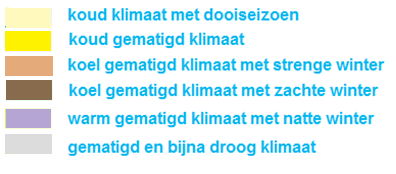 koud klimaat met dooiseizoen
koud gematigd klimaat
koel gematigd klimaat met strenge winter
koel gematigd klimaat met zachte winter
warm gematigd klimaat met natte winter
gematigd en bijna droog klimaat